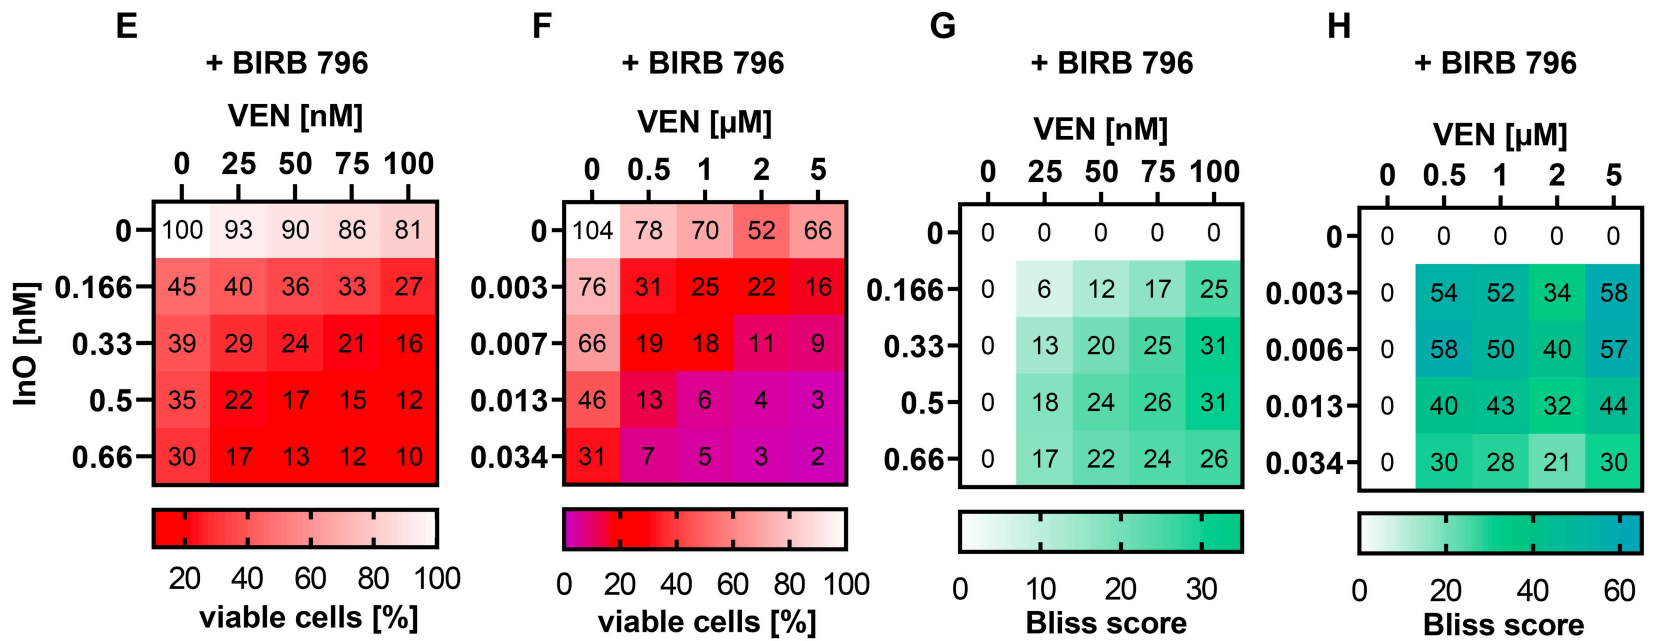 E
+ BIRB 796
VEN [nM]
0 25 50 75 100
InO [nM]
0 100 93 90 86 81
0.166 45 40 36 33 27
0.33 39 29 24 21 16
0.5 35 22 17 15 12
0.66 30 17 13 12 10
20 40 60 80 100
viable cells [%]
F
+ BIRB 796
VEN [µM]
0 0.5 1 2 5
0 104 78 70 52 66
0.003 76 31 25 22 16
0.007 66 19 18 11 9
0.013 46 13 6 4 3
0.034 31 7 5 3 2
0 20 40 60 80 100
viable cells [%]
G
+ BIRB 796
VEN [nM]
0 25 50 75 100
0 0 0 0 0 0
0.166 0 6 12 17 25
0.33 0 13 20 25 31
0.5 0 18 24 26 31
0.66 0 17 22 24 26
0 10 20 30
Bliss score
H
+ BIRB 796
VEN [µM]
0 0.5 1 2 5
0 0 0 0 0 0
0.003 0 54 52 34 58
0.006 0 58 50 40 57
0.013 0 40 43 32 44
0.034 0 30 28 21 30
0 20 40 60
Bliss score